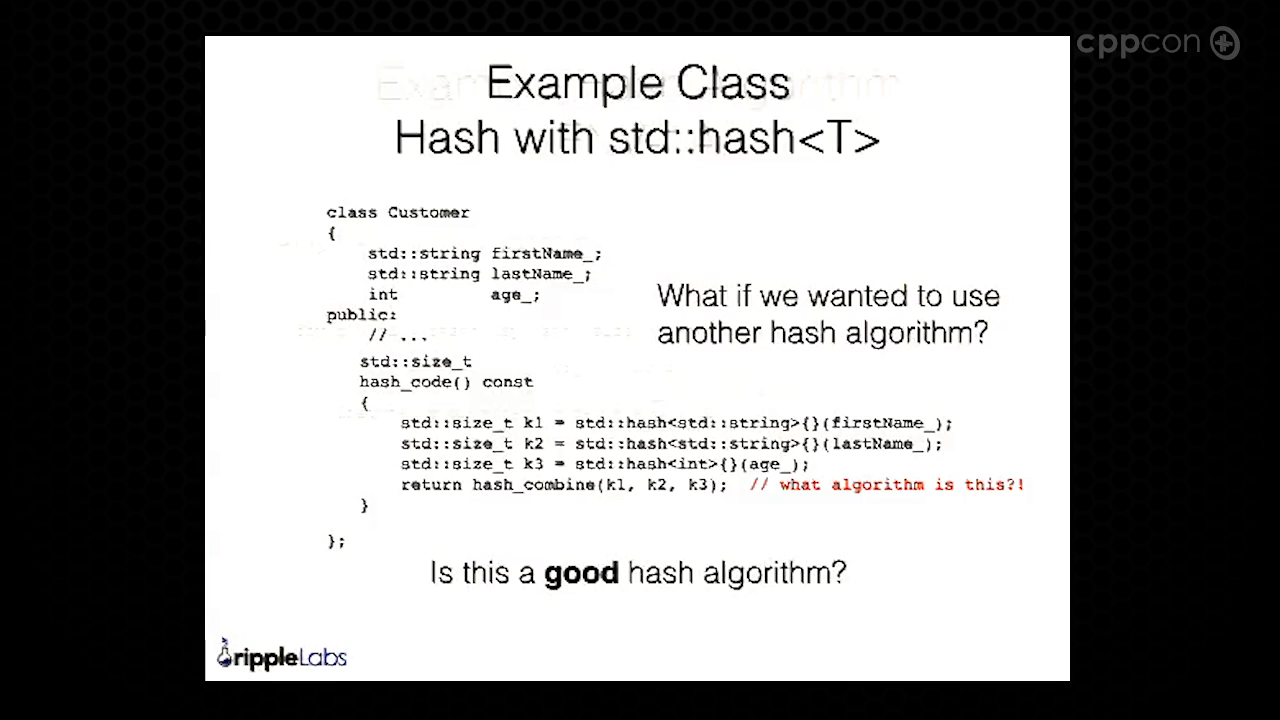 cppcon
Example Class
Hash with std::hash<T>
class Customer
{
    std::string firstName_;
    std::string lastName_;
    int         age_;
public:
    // ...
    std::size_t
    hash_code() const
    {
        std::size_t k1 = std::hash<std::string>{}(firstName_);
        std::size_t k2 = std::hash<std::string>{}(lastName_);
        std::size_t k3 = std::hash<int>{}(age_);
        return hash_combine(k1, k2, k3);  // what algorithm is this?!
    }
};
What if we wanted to use
another hash algorithm?
Is this a good hash algorithm?
rippleLabs